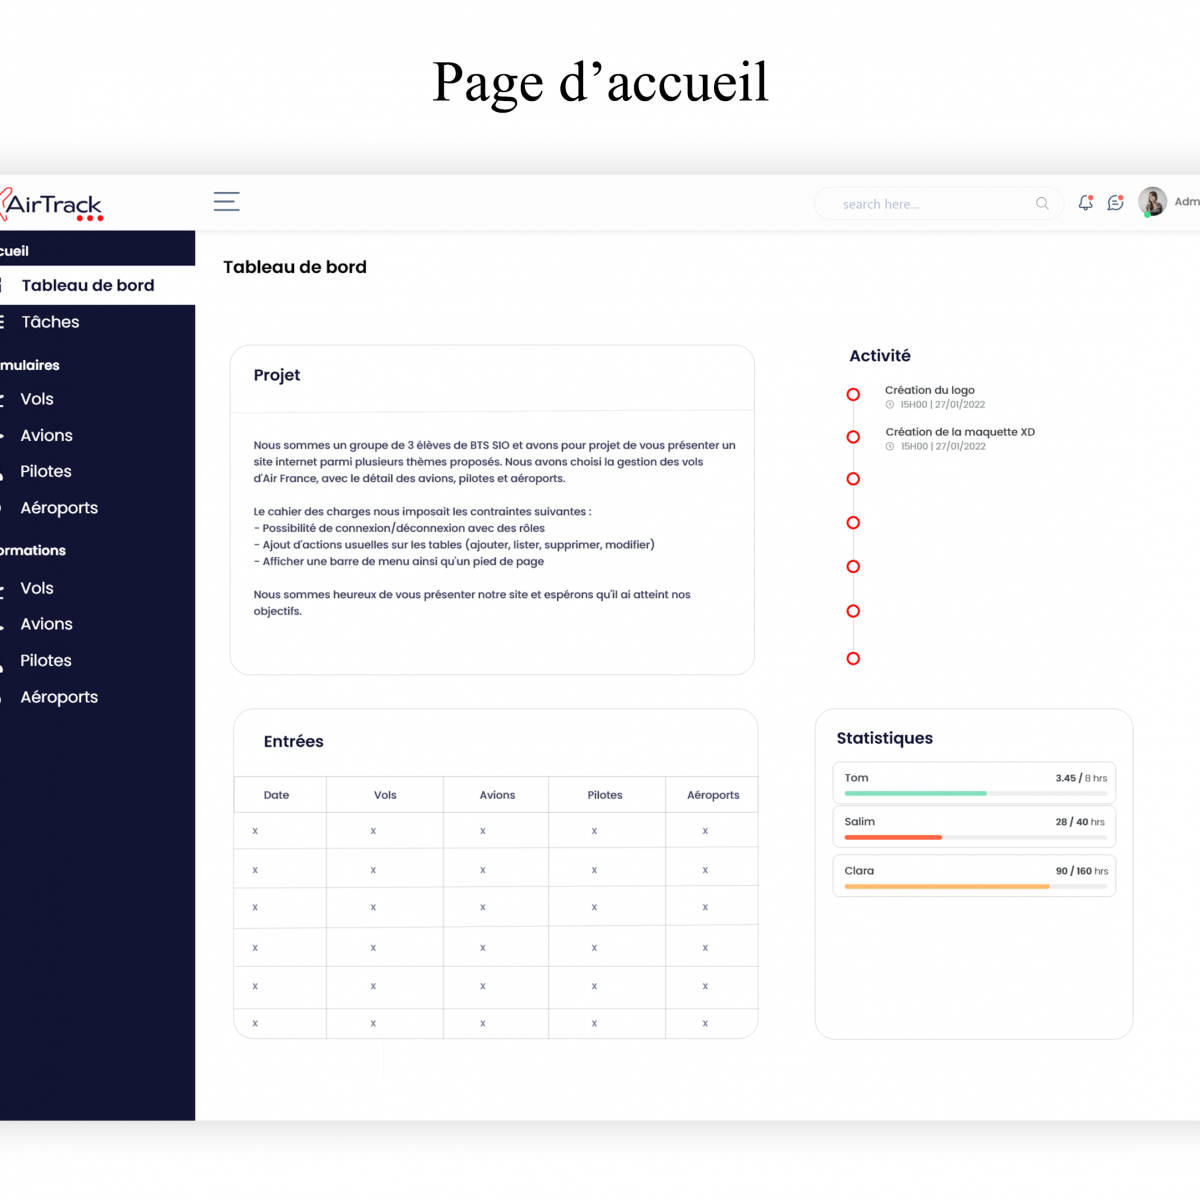 Page d’accueil
AirTrack
search here...
Adm
cueil
Tableau de bord
Tâches
mulaires
Vols
Avions
Pilotes
Aéroports
ormations
Vols
Avions
Pilotes
Aéroports
Tableau de bord
Projet
Nous sommes un groupe de 3 élèves de BTS SIO et avons pour projet de vous présenter un
site internet parmi plusieurs thèmes proposés. Nous avons choisi la gestion des vols
d'Air France, avec le détail des avions, pilotes et aéroports.
Le cahier des charges nous imposait les contraintes suivantes :
- Possibilité de connexion/déconnexion avec des rôles
- Ajout d'actions usuelles sur les tables (ajouter, lister, supprimer, modifier)
- Afficher une barre de menu ainsi qu'un pied de page
Nous sommes heureux de vous présenter notre site et espérons qu'il ai atteint nos
objectifs.
Activité
Création du logo
15H00 | 27/01/2022
Création de la maquette XD
15H00 | 27/01/2022
Entrées
Date Vols Avions Pilotes Aéroports
x x x x x
x x x x x
x x x x x
x x x x x
x x x x x
x x x x x
Statistiques
Tom 3.45 / 8 hrs
Salim 28 / 40 hrs
Clara 90 / 160 hrs